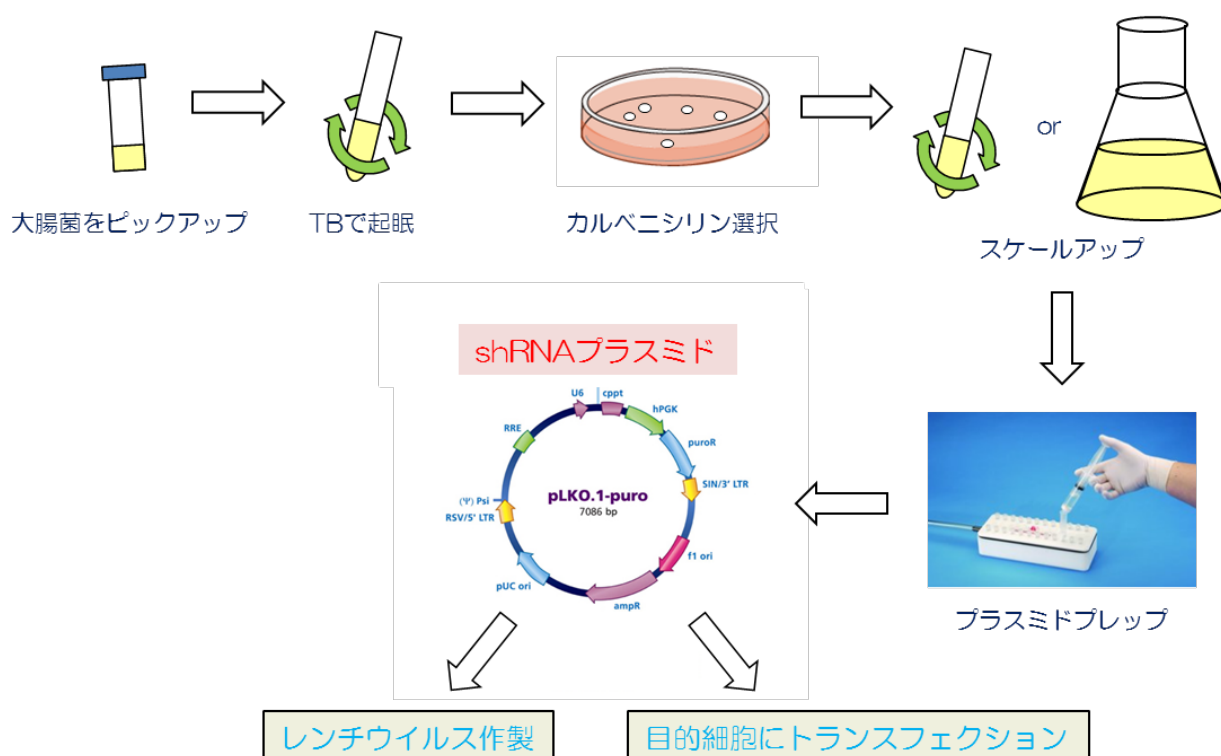 大腸菌をピックアップ
TBで起眠
カルベニシリン選択
or
スケールアップ
shRNAプラスミド
U6
cppt
hPGK
puroR
SIN/3' LTR
f1 ori
ampR
pUC ori
RSV/5' LTR
(Ψ) Psi
RRE
pLKO.1-puro
7086 bp
プラスミドプレップ
レンチウイルス作製
目的細胞にトランスフェクション